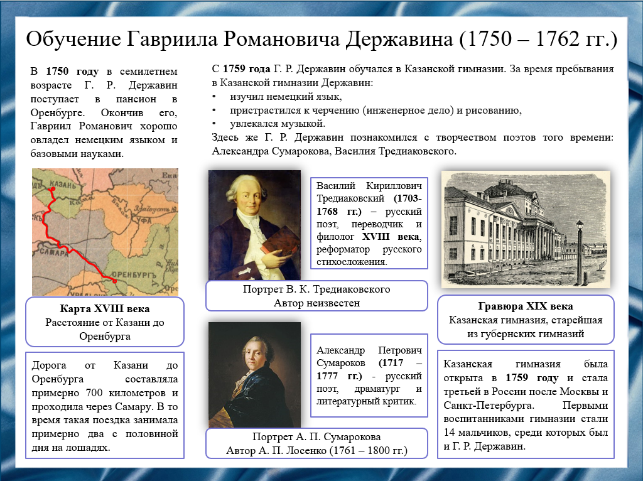 Обучение Гавриила Романовича Державина (1750 – 1762 гг.)
В 1750 году в семилетнем
возрасте Г. Р. Державин
поступает в пансион в
Оренбурге. Окончив его,
Гавриил Романович хорошо
овладел немецким языком и
базовыми науками.
С 1759 года Г. Р. Державин обучался в Казанской гимназии. За время пребывания
в Казанской гимназии Державин:
• изучил немецкий язык,
• пристрастился к черчению (инженерное дело) и рисованию,
• увлекался музыкой.
Здесь же Г. Р. Державин познакомился с творчеством поэтов того времени:
Александра Сумарокова, Василия Тредиаковского.
КАЗАНЬ
САМАРА
ОРЕНБУРГЪ
Карта XVIII века
Расстояние от Казани до
Оренбурга
Дорога от Казани до
Оренбурга составляла
примерно 700 километров и
проходила через Самару. В то
время такая поездка занимала
примерно два с половиной
дня на лошадях.
Василий Кириллович
Тредиаковский (1703-
1768 гг.) – русский
поэт, переводчик и
филолог XVIII века,
реформатор русского
стихосложения.
Портрет В. К. Тредиаковского
Автор неизвестен
Александр Петрович
Сумароков (1717 –
1777 гг.) - русский
поэт, драматург и
литературный критик.
Портрет А. П. Сумарокова
Автор А. П. Лосенко (1761 – 1800 гг.)
Гравюра XIX века
Казанская гимназия, старейшая
из губернских гимназий
Казанская гимназия была
открыта в 1759 году и стала
третьей в России после Москвы и
Санкт-Петербурга. Первыми
воспитанниками гимназии стали
14 мальчиков, среди которых был
и Г. Р. Державин.